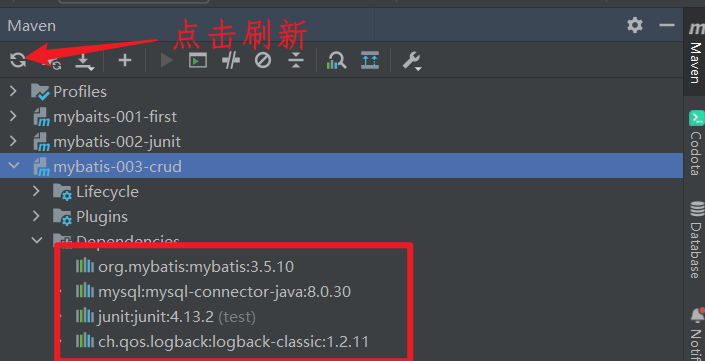 Maven
点击刷新
Profiles
mybaits-001-first
mybatis-002-junit
mybatis-003-crud
Lifecycle
Plugins
Dependencies
org.mybatis:mybatis:3.5.10
mysql:mysql-connector-java:8.0.30
junit:junit:4.13.2 (test)
ch.qos.logback:logback-classic:1.2.11
m
Maven
Codota
Database
Notif